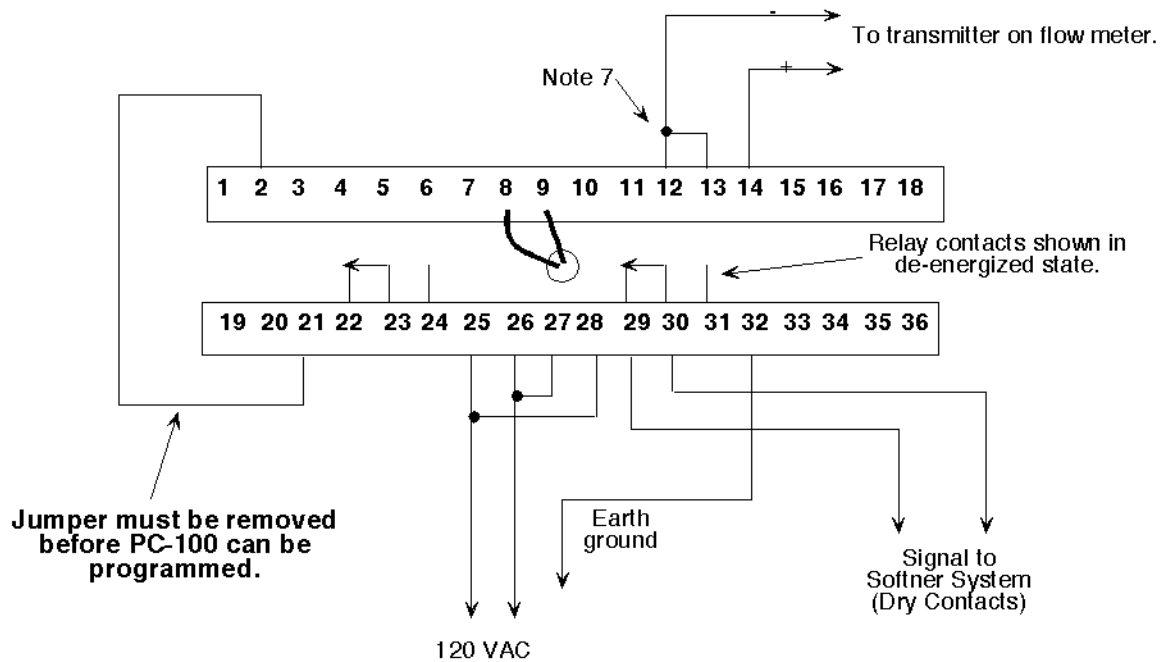 -
To transmitter on flow meter.
+
Note 7
1 2 3 4 5 6 7 8 9 10 11 12 13 14 15 16 17 18
Relay contacts shown in
de-energized state.
19 20 21 22 23 24 25 26 27 28 29 30 31 32 33 34 35 36
Jumper must be removed
before PC-100 can be
programmed.
Earth
ground
Signal to
Softner System
(Dry Contacts)
120 VAC